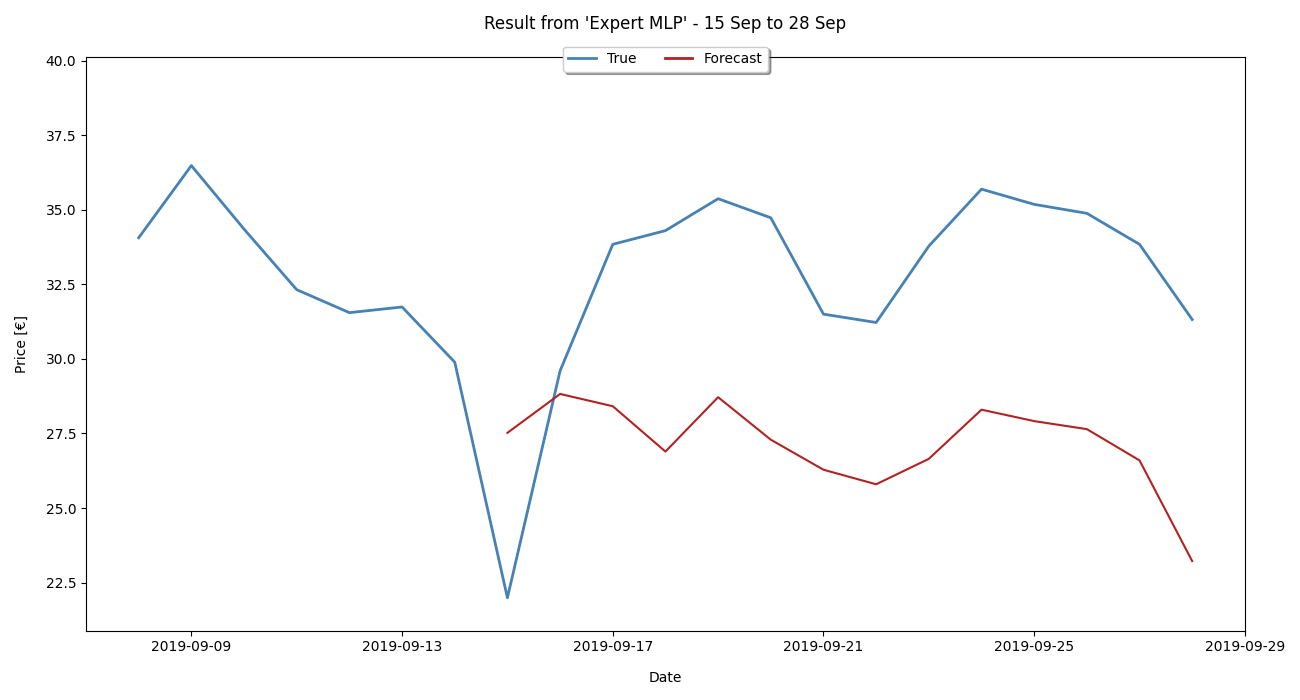 Result from 'Expert MLP' - 15 Sep to 28 Sep
True Forecast
40.0
37.5
35.0
32.5
30.0
27.5
25.0
22.5
Price [€]
2019-09-09 2019-09-13 2019-09-17 2019-09-21 2019-09-25 2019-09-29
Date